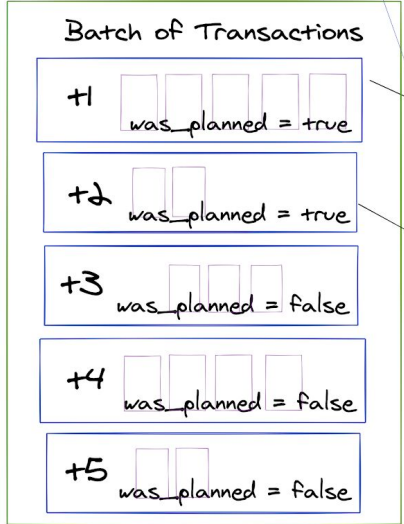 Batch of Transactions
+1
was_planned = true
+2
was_planned = true
+3
was_planned = false
+4
was_planned = false
+5
was_planned = false